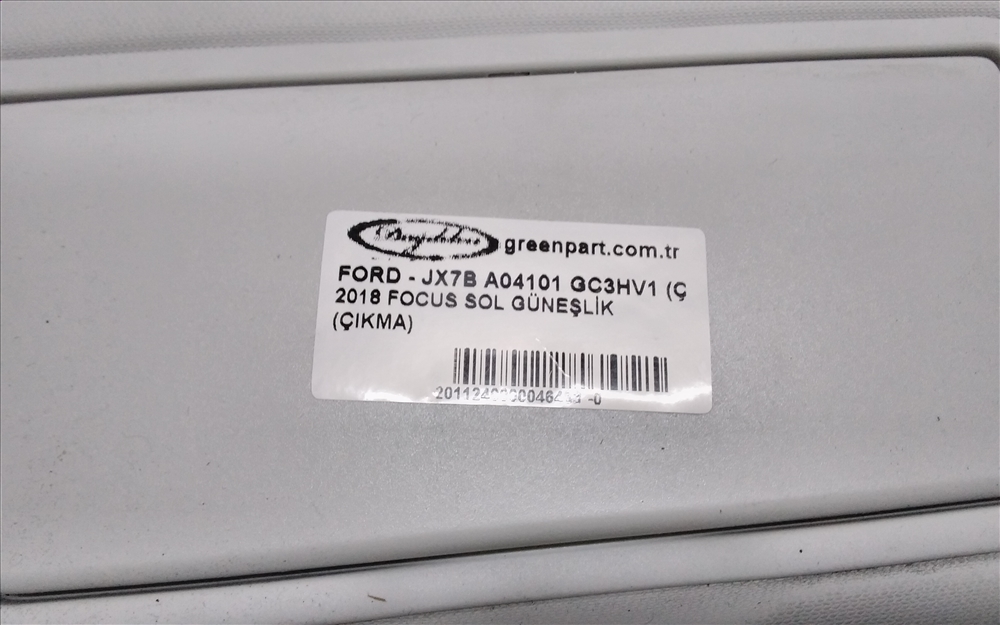 greenpart.com.tr
FORD - JX7B A04101 GC3HV1 (Ç
2018 FOCUS SOL GÜNEŞLİK
(ÇIKMA)